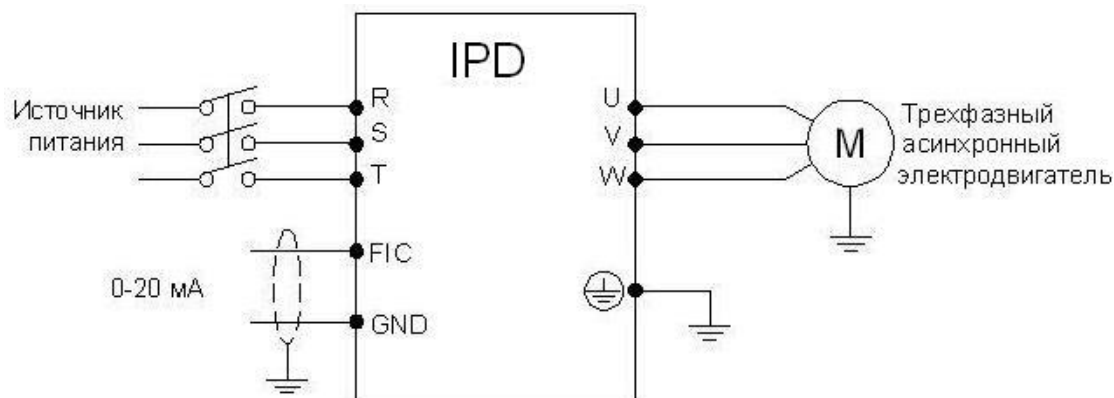 IPD
Источник
питания
R
S
T
U
V
W
M
Трехфазный
асинхронный
электродвигатель
0-20 мА
FIC
GND